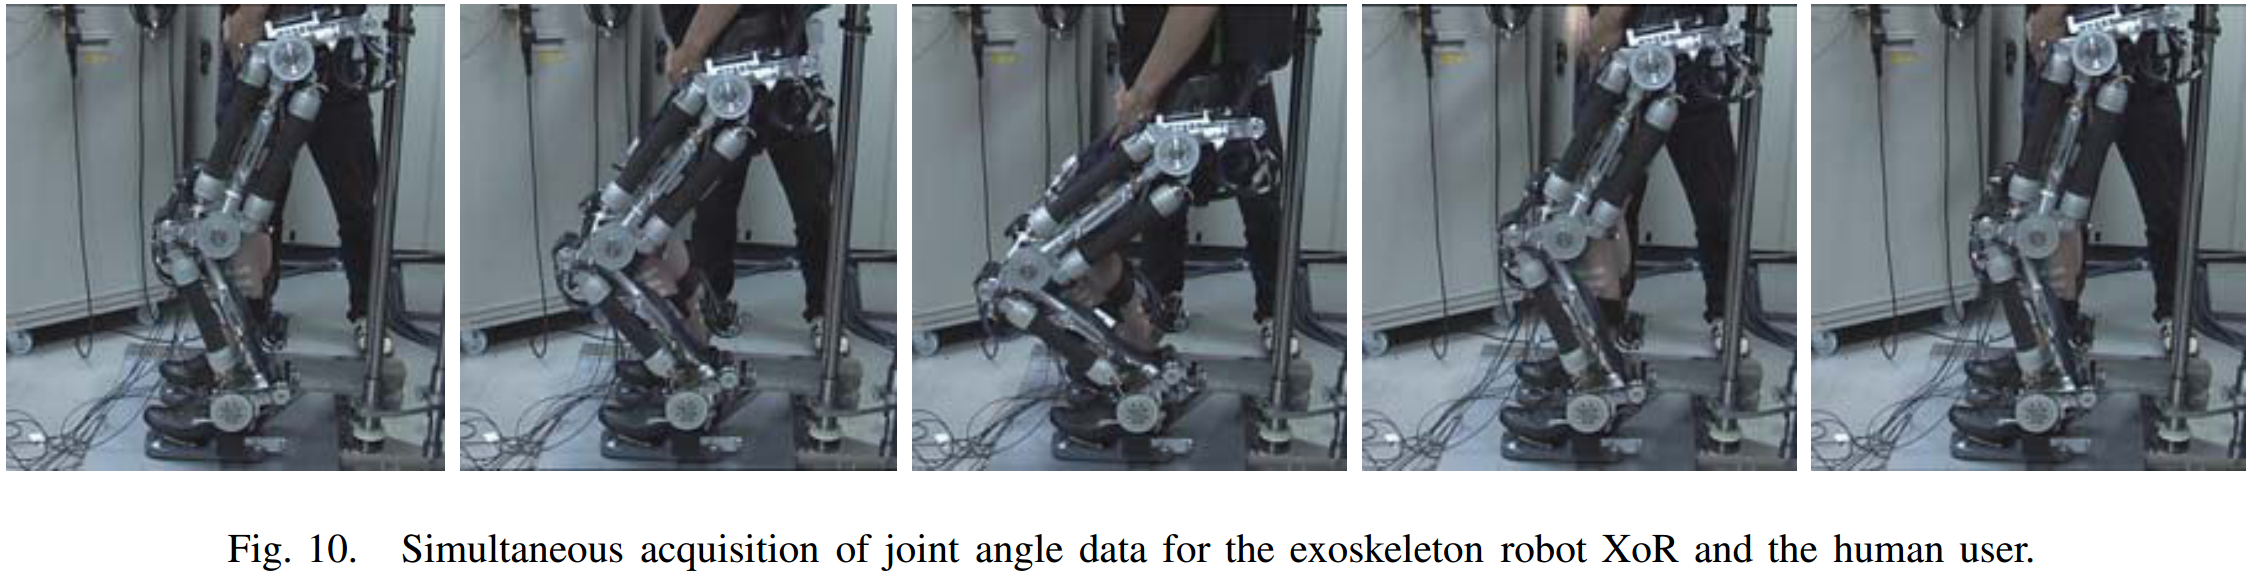 Fig. 10. Simultaneous acquisition of joint angle data for the exoskeleton robot XoR and the human user.